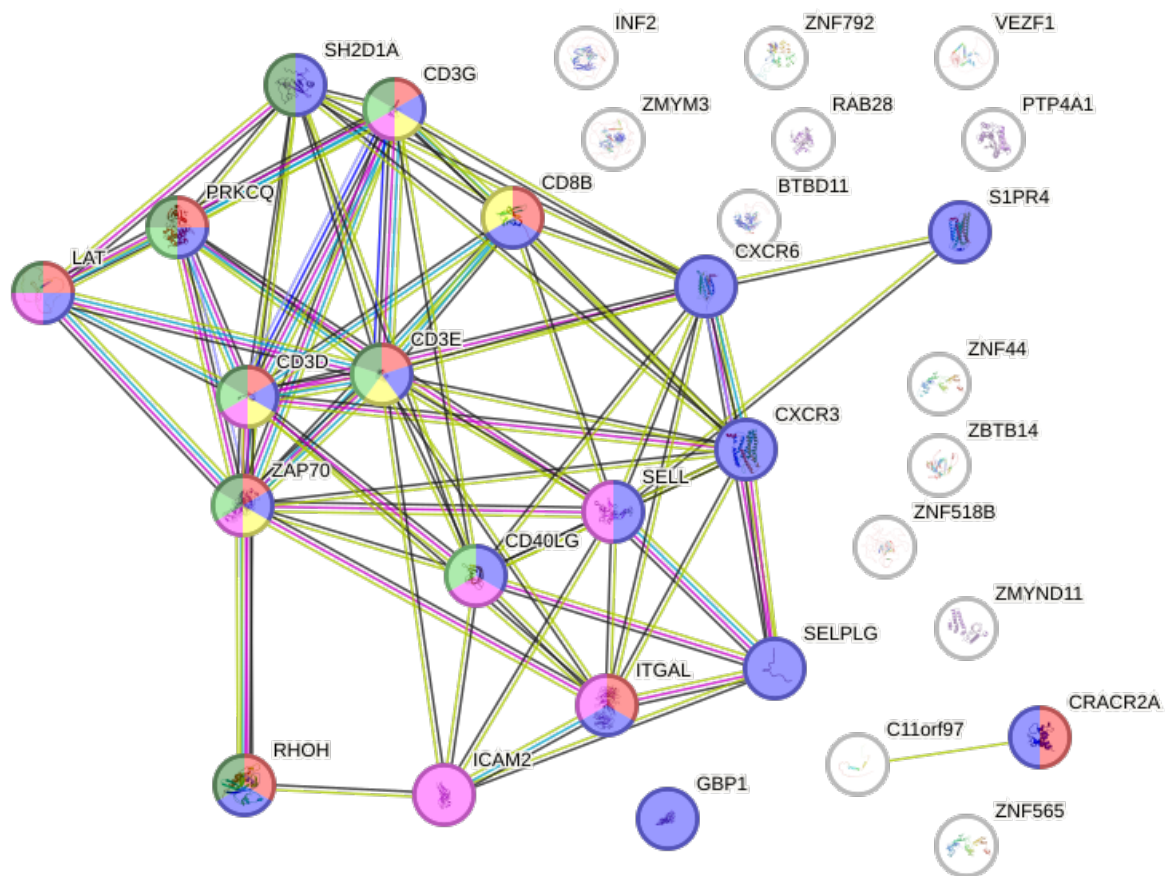 INF2
ZNF792
VEZF1
SH2D1A
CD3G
ZMYM3
RAB28
PTP4A1
BTBD11
CD8B
PRKCQ
S1PR4
CXCR6
LAT
CD3E
ZNF44
CD3D
CXCR3
ZBTB14
ZAP70
SELL
ZNF518B
CD40LG
ZMYND11
SELPLG
ITGAL
CRACR2A
C11orf97
RHOH
ICAM2
GBP1
ZNF565